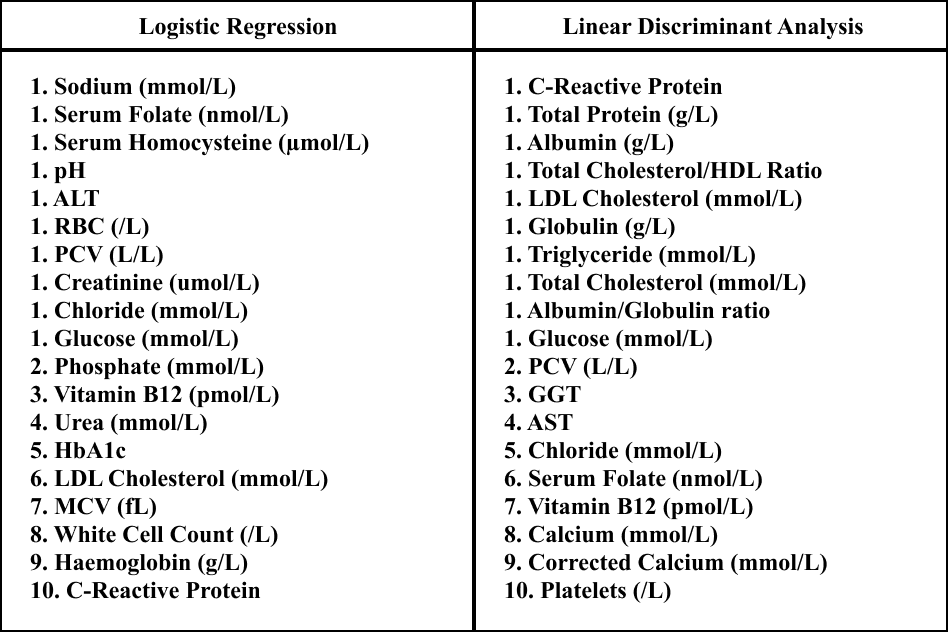 Logistic Regression
1. Sodium (mmol/L)
1. Serum Folate (nmol/L)
1. Serum Homocysteine (µmol/L)
1. pH
1. ALT
1. RBC (/L)
1. PCV (L/L)
1. Creatinine (umol/L)
1. Chloride (mmol/L)
1. Glucose (mmol/L)
2. Phosphate (mmol/L)
3. Vitamin B12 (pmol/L)
4. Urea (mmol/L)
5. HbA1c
6. LDL Cholesterol (mmol/L)
7. MCV (fL)
8. White Cell Count (/L)
9. Haemoglobin (g/L)
10. C-Reactive Protein
Linear Discriminant Analysis
1. C-Reactive Protein
1. Total Protein (g/L)
1. Albumin (g/L)
1. Total Cholesterol/HDL Ratio
1. LDL Cholesterol (mmol/L)
1. Globulin (g/L)
1. Triglyceride (mmol/L)
1. Total Cholesterol (mmol/L)
1. Albumin/Globulin ratio
1. Glucose (mmol/L)
2. PCV (L/L)
3. GGT
4. AST
5. Chloride (mmol/L)
6. Serum Folate (nmol/L)
7. Vitamin B12 (pmol/L)
8. Calcium (mmol/L)
9. Corrected Calcium (mmol/L)
10. Platelets (/L)